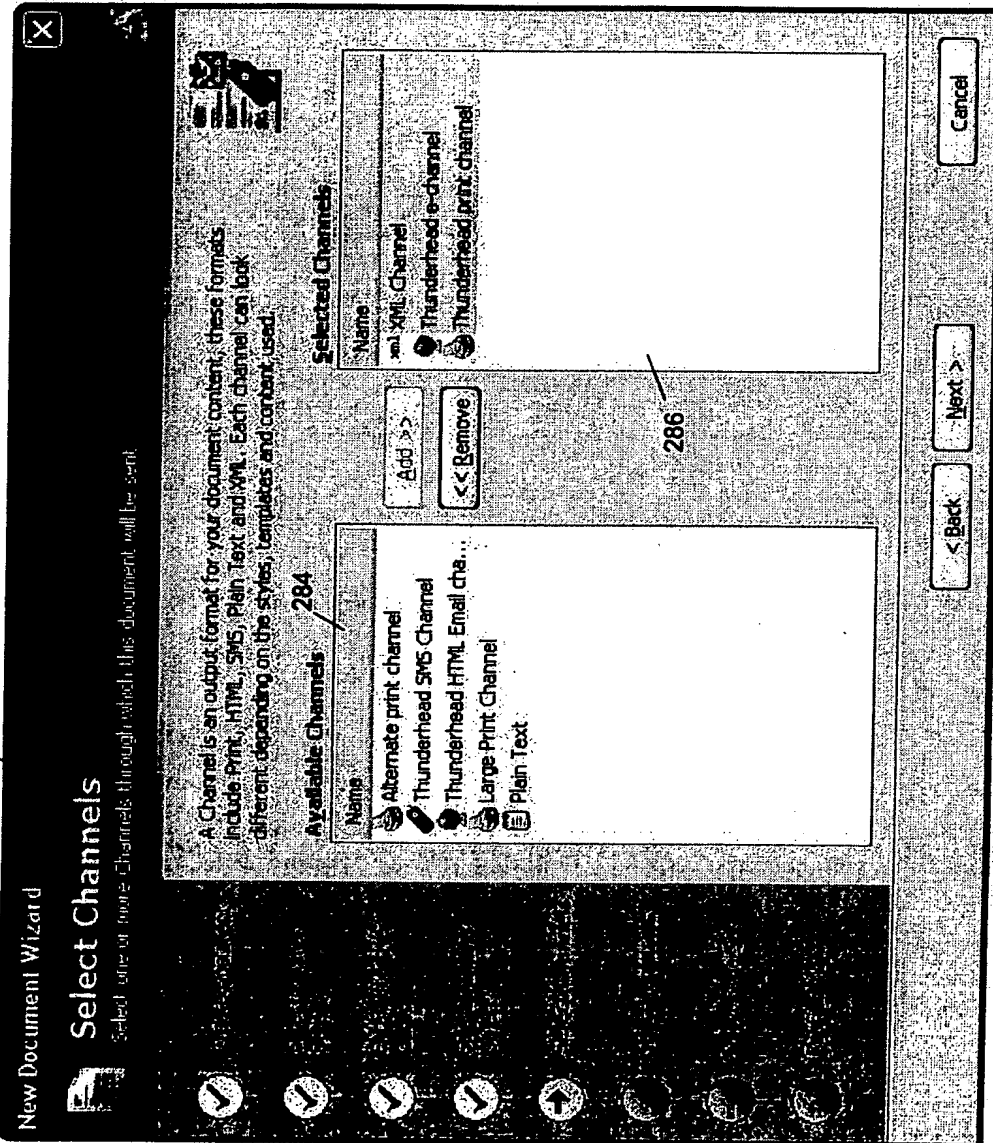 New Document Wizard
Select Channels
Select one or more Channels through which this document will be sent
A Channel is an output format for your document content, these formats
include Print, HTML, SMS, Plain Text and XML. Each channel can look
different depending on the styles, templates and content used.
Available Channels
284
Name
Alternate print channel
Thunderhead SMS Channel
Thunderhead HTML Email cha...
Large Print Channel
Plain Text
Add >>
<< Remove
Selected Channels
Name
xml XML Channel
Thunderhead e-channel
Thunderhead print channel
286
< Back
Next >
Cancel